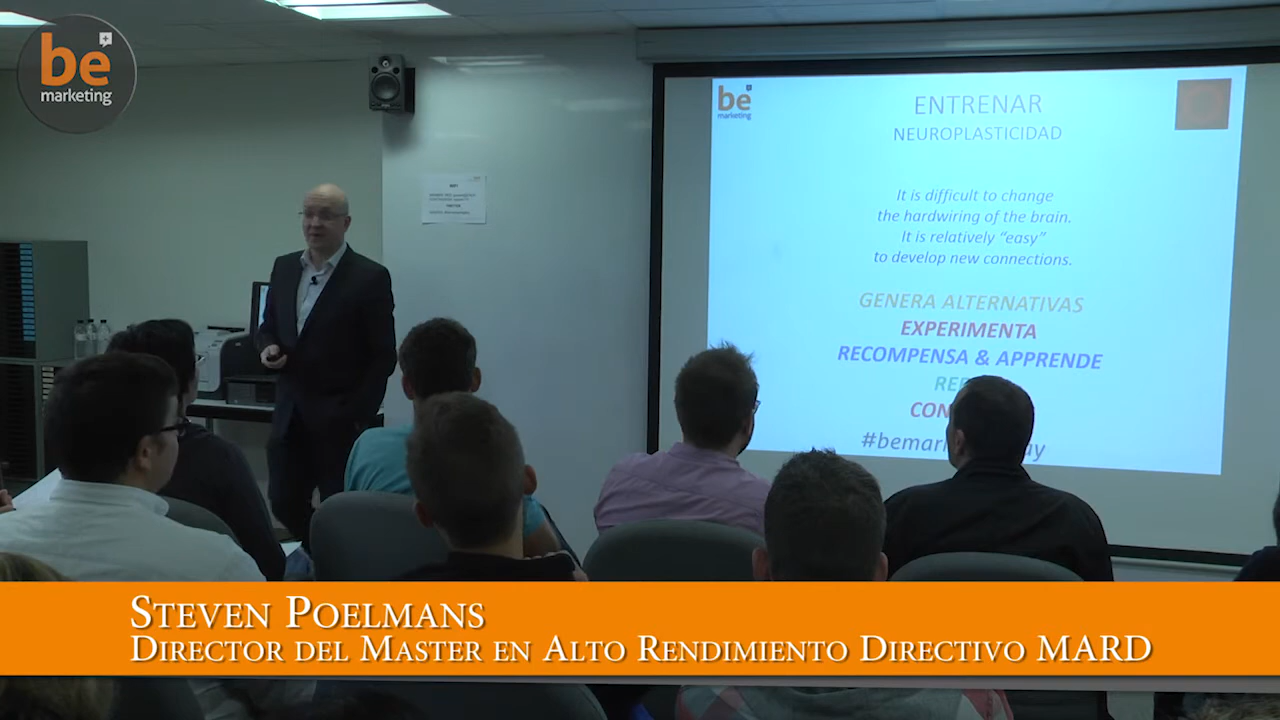 be
marketing
be
marketing
ENTRENAR
NEUROPLASTICIDAD
It is difficult to change
the hardwiring of the brain.
It is relatively “easy”
to develop new connections.
GENERA ALTERNATIVAS
EXPERIMENTA
RECOMPENSA & APRENDE
STEVEN POELMANS
DIRECTOR DEL MASTER EN ALTO RENDIMIENTO DIRECTIVO MARD